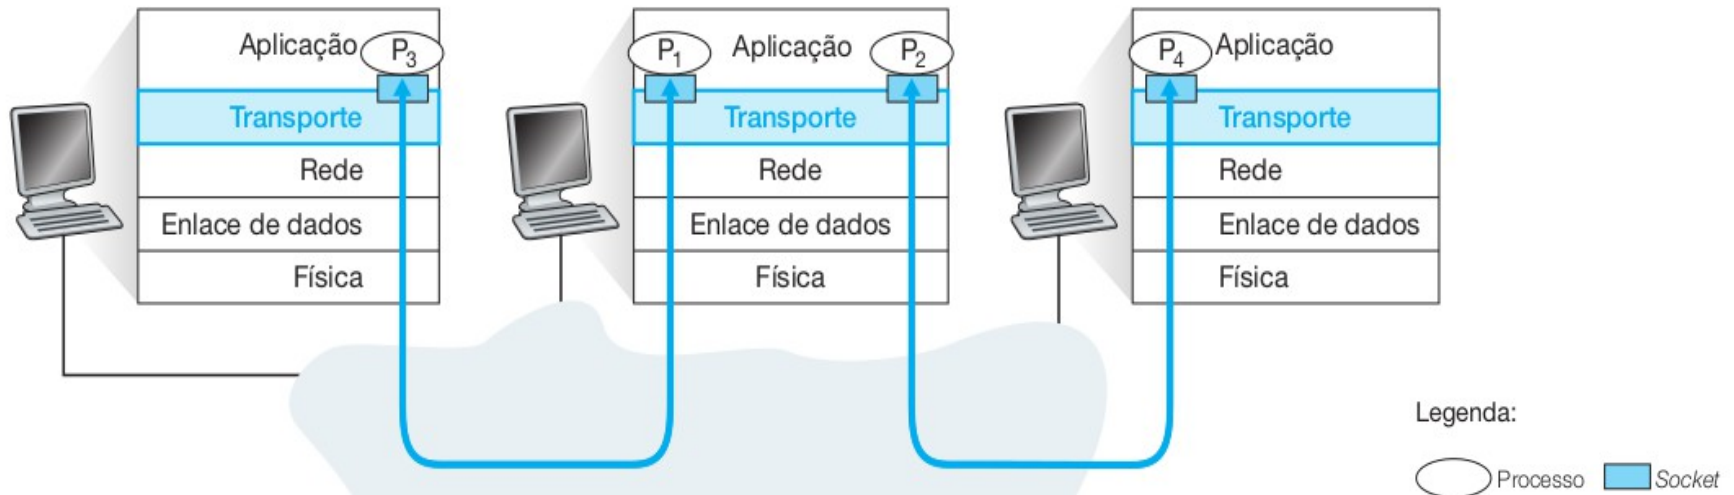 Aplicação P3
Transporte
Rede
Enlace de dados
Física
P1 Aplicação P2
Transporte
Rede
Enlace de dados
Física
P4 Aplicação
Transporte
Rede
Enlace de dados
Física
Legenda:
Processo Socket